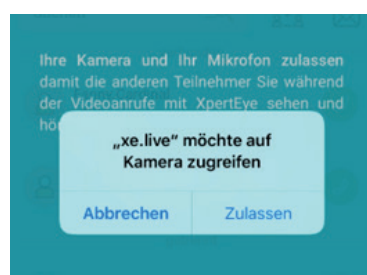 Ihre Kamera und Ihr Mikrofon zulassen
damit die anderen Teilnehmer Sie während
der Videoanrufe mit XpertEye sehen und
„xe.live“ möchte auf
Kamera zugreifen
Abbrechen
Zulassen